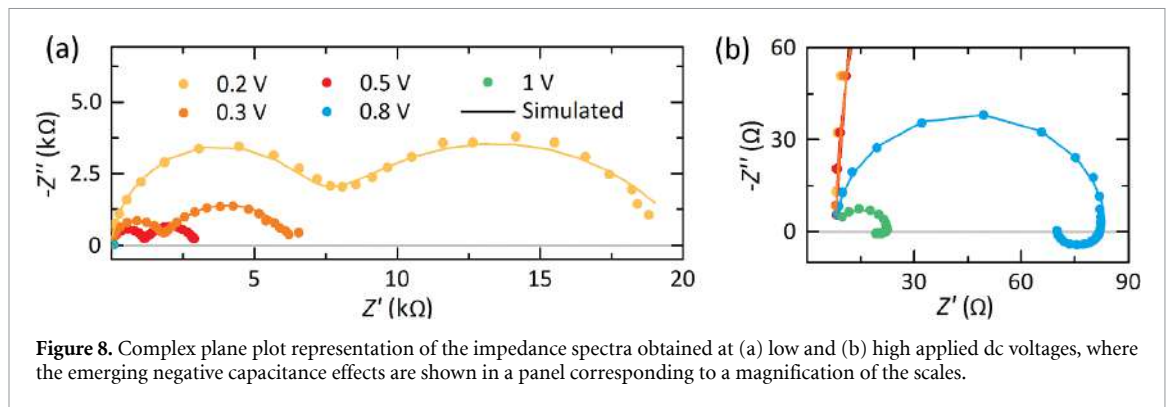 (a)
-Z″ (kΩ)
5.0
2.5
0
0.2 V
0.5 V
1 V
0.3 V
0.8 V
Simulated
0
5
10
15
20
Z′ (kΩ)
(b)
-Z″ (Ω)
60
30
0
30
60
90
Z′ (Ω)
Figure 8. Complex plane plot representation of the impedance spectra obtained at (a) low and (b) high applied dc voltages, where
the emerging negative capacitance effects are shown in a panel corresponding to a magnification of the scales.